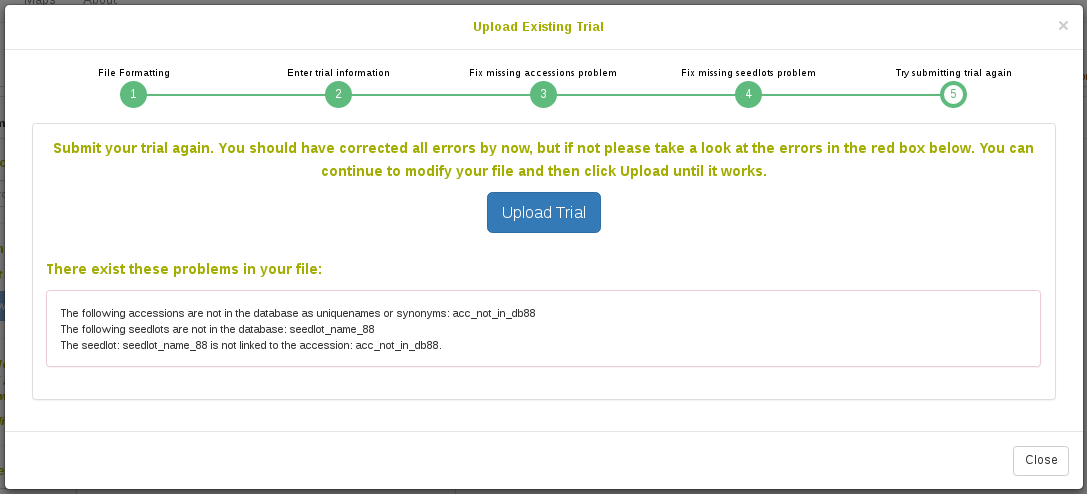 Maps About
Upload Existing Trial
×
File Formatting
Enter trial information
Fix missing accessions problem
Fix missing seedlots problem
Try submitting trial again
1
2
3
4
5
Submit your trial again. You should have corrected all errors by now, but if not please take a look at the errors in the red box below. You can
continue to modify your file and then click Upload until it works.
Upload Trial
There exist these problems in your file:
The following accessions are not in the database as uniquenames or synonyms: acc_not_in_db88
The following seedlots are not in the database: seedlot_name_88
The seedlot: seedlot_name_88 is not linked to the accession: acc_not_in_db88.
Close